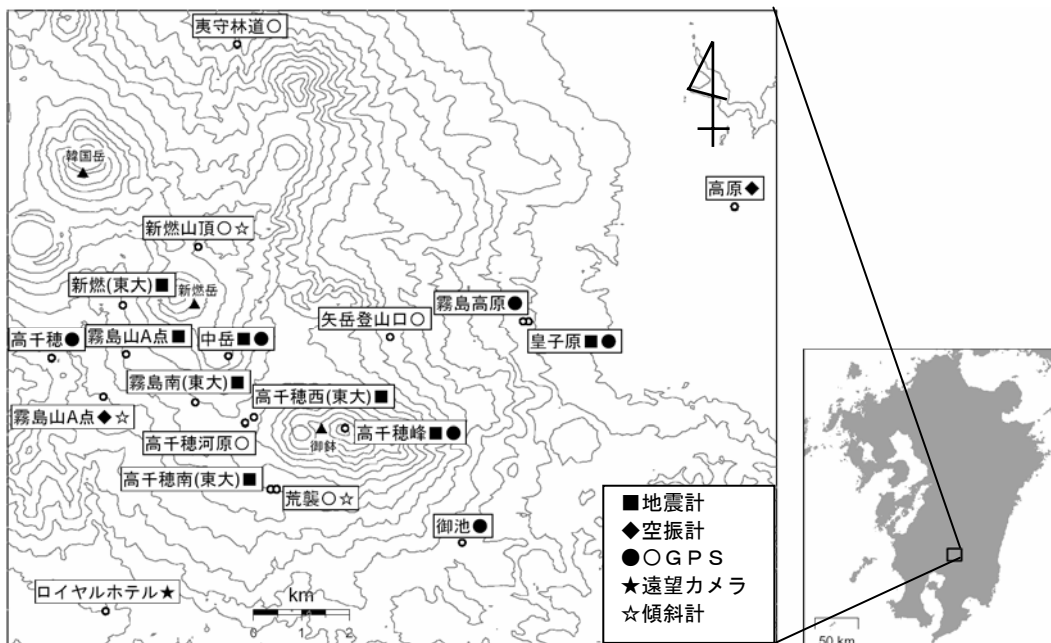 夷守林道○
韓国岳
▲
高原◆
新燃山頂○☆
新燃(東大)■
新燃岳
▲
霧島高原●
矢岳登山口○
皇子原■●
高千穂●
霧島山A点■
中岳■●
霧島南(東大)■
高千穂西(東大)■
霧島山A点◆☆
高千穂河原○
▲
御鉢
高千穂峰■●
高千穂南(東大)■
荒襲○☆
御池●
ロイヤルホテル★
km
0 1 2
■地震計
◆空振計
●○GPS
★遠望カメラ
☆傾斜計
50 km